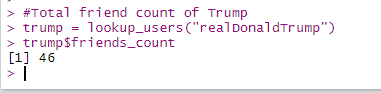 > #Total friend count of Trump
> trump = lookup_users("realDonaldTrump")
> trump$friends_count
[1] 46
>